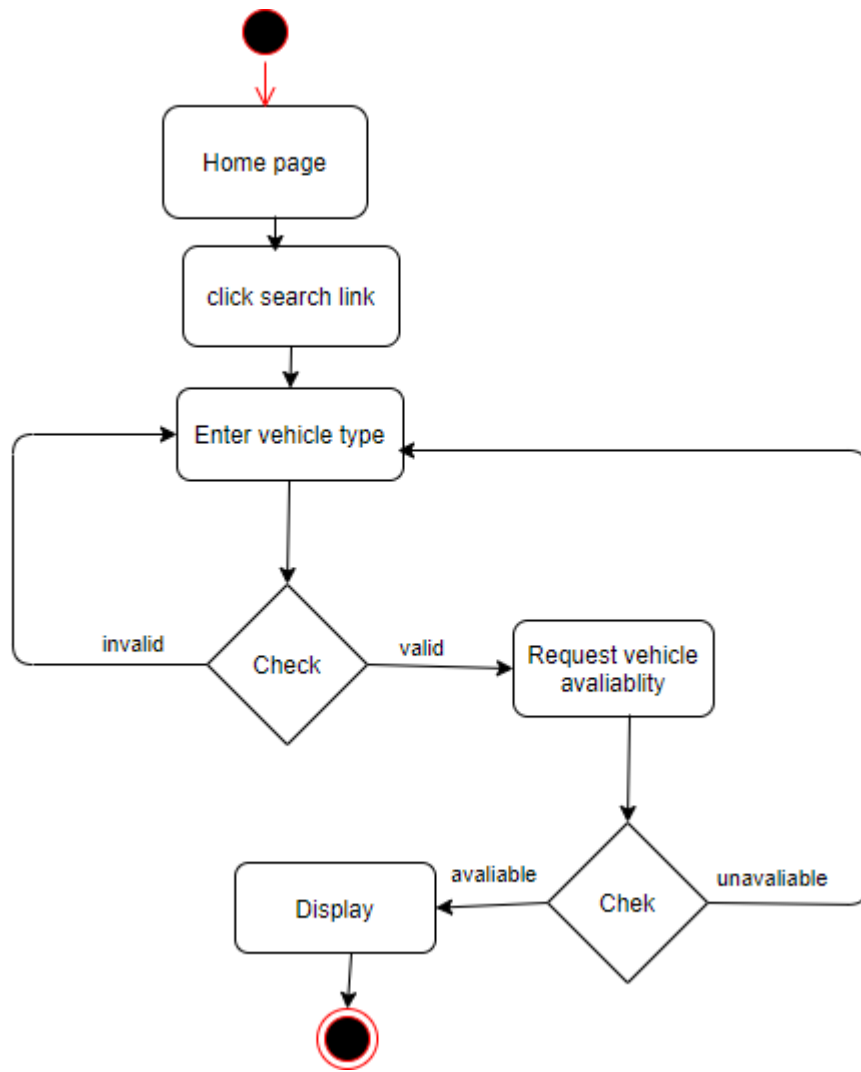 Home page
click search link
Enter vehicle type
invalid
Check
valid
Request vehicle
avaliablity
avaliable
unavaliable
Display
Chek